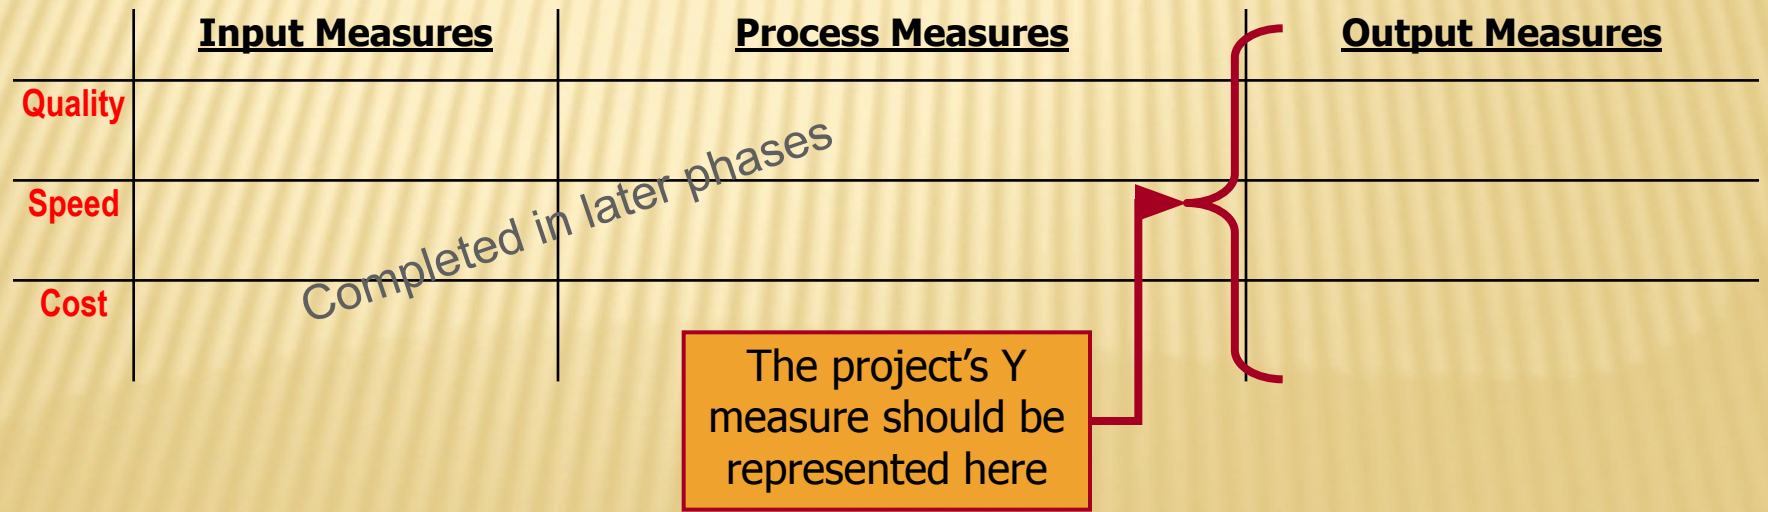 Input Measures
Process Measures
Output Measures
Quality
Speed
Cost
Completed in later phases
The project’s Y
measure should be
represented here